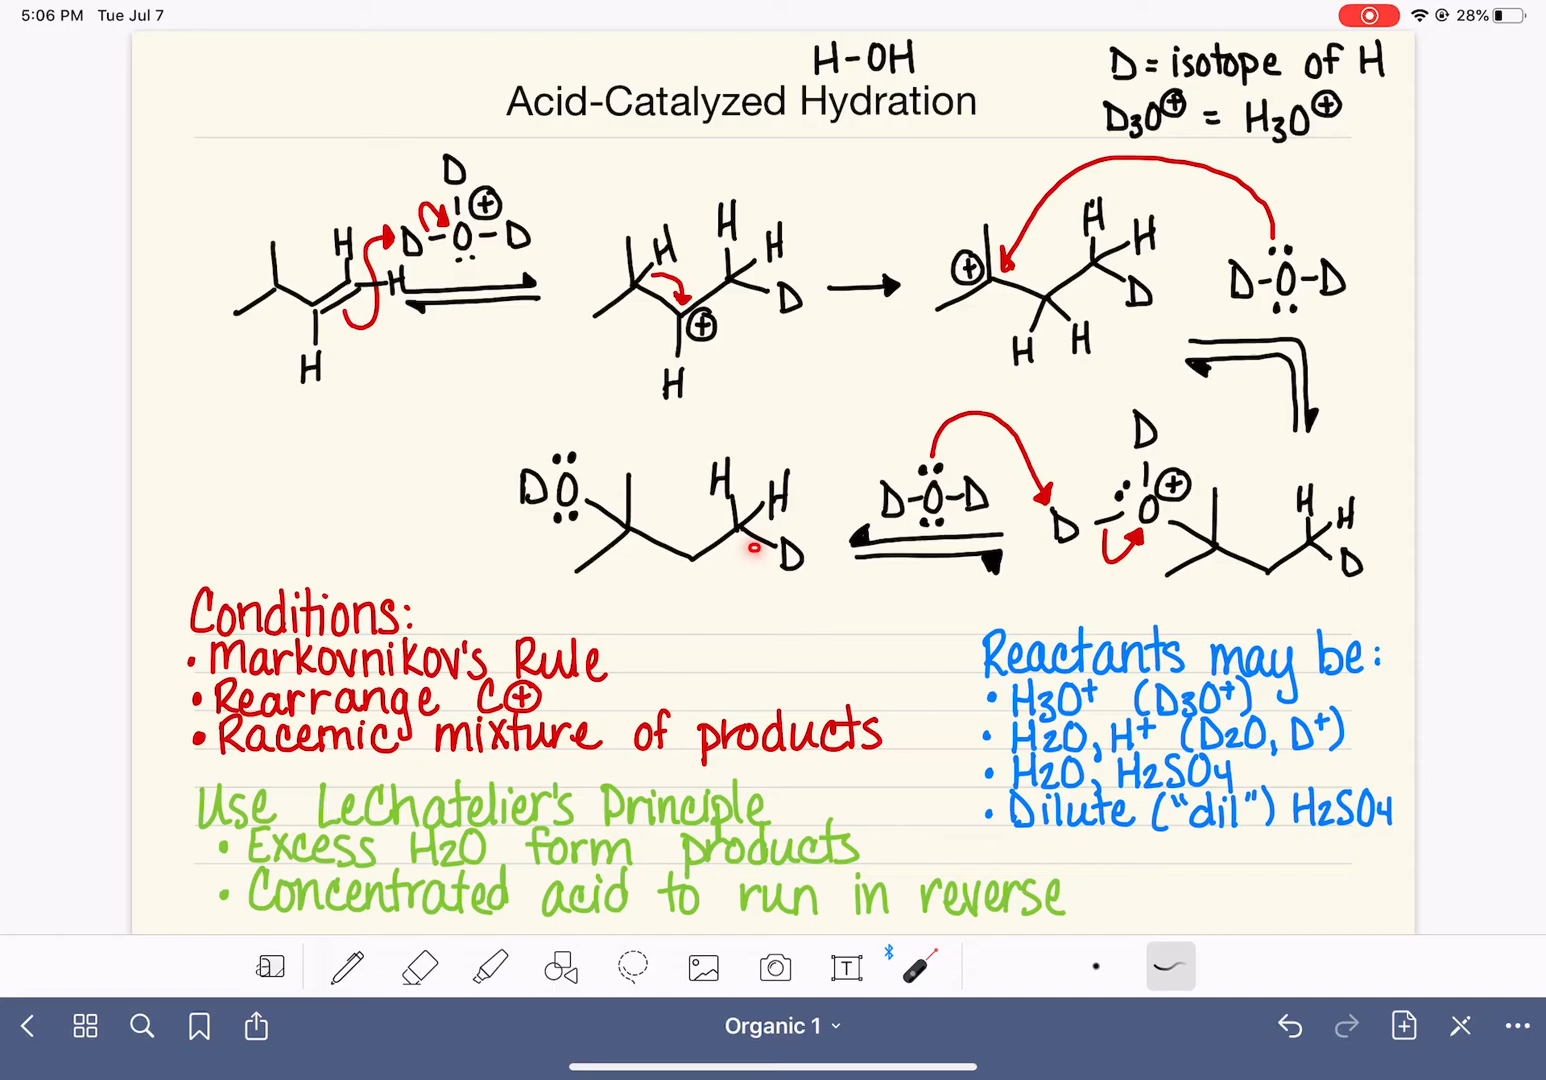 5:06 PM Tue Jul 7
28%
H-OH
D = isotope of H
Acid-Catalyzed Hydration
D3O⊕ = H3O⊕
D
⊕
H D-O-D
H
H
H H H
D
⊕
H
H H
⊕ D
H H
D-O-D
D
DO H H
D
D-O-D
D O ⊕
H H
D
Conditions:
• Markovnikov's Rule
• Rearrange C⊕
• Racemic mixture of products
Reactants may be:
• H3O+ (D3O+)
• H2O, H+ (D2O, D+)
• H2O, H2SO4
• Dilute ("dil") H2SO4
Use LeChatelier's Principle
• Excess H2O form products
• Concentrated acid to run in reverse
T
Organic 1